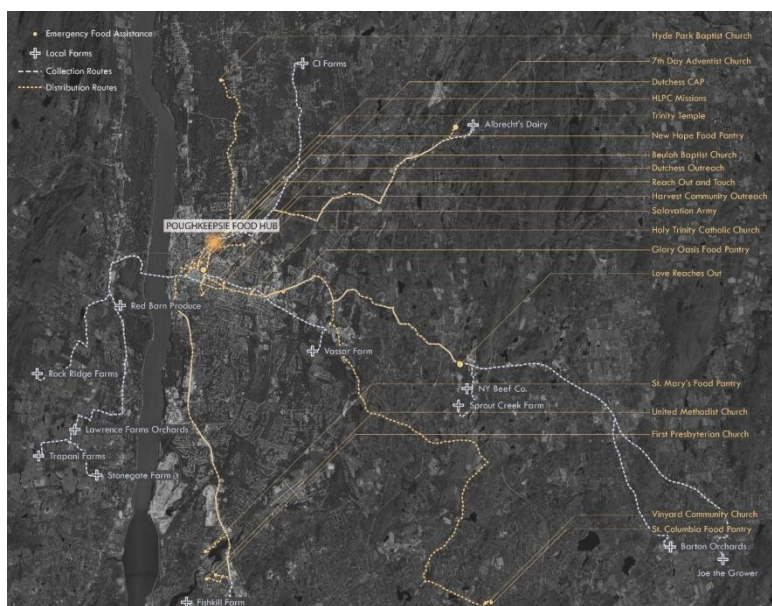 Emergency Food Assistance
Local Farms
Collection Routes
Distribution Routes
CI Farms
Albrecht's Dairy
POUGHKEEPSIE FOOD HUB
Red Barn Produce
Rock Ridge Farms
Vassar Farm
NY Beef Co.
Sprout Creek Farm
Lawrence Farms Orchards
Trapani Farms
Stonegate Farm
Fishkill Farm
Barton Orchards
Joe the Grower
Hyde Park Baptist Church
7th Day Adventist Church
Dutchess CAP
HLPC Missions
Trinity Temple
New Hope Food Pantry
Beulah Baptist Church
Dutchess Outreach
Reach Out and Touch
Harvest Community Outreach
Salavation Army
Holy Trinity Catholic Church
Glory Oasis Food Pantry
Love Reaches Out
St. Mary's Food Pantry
United Methodist Church
First Presbyterian Church
Vinyard Community Church
St. Columbia Food Pantry